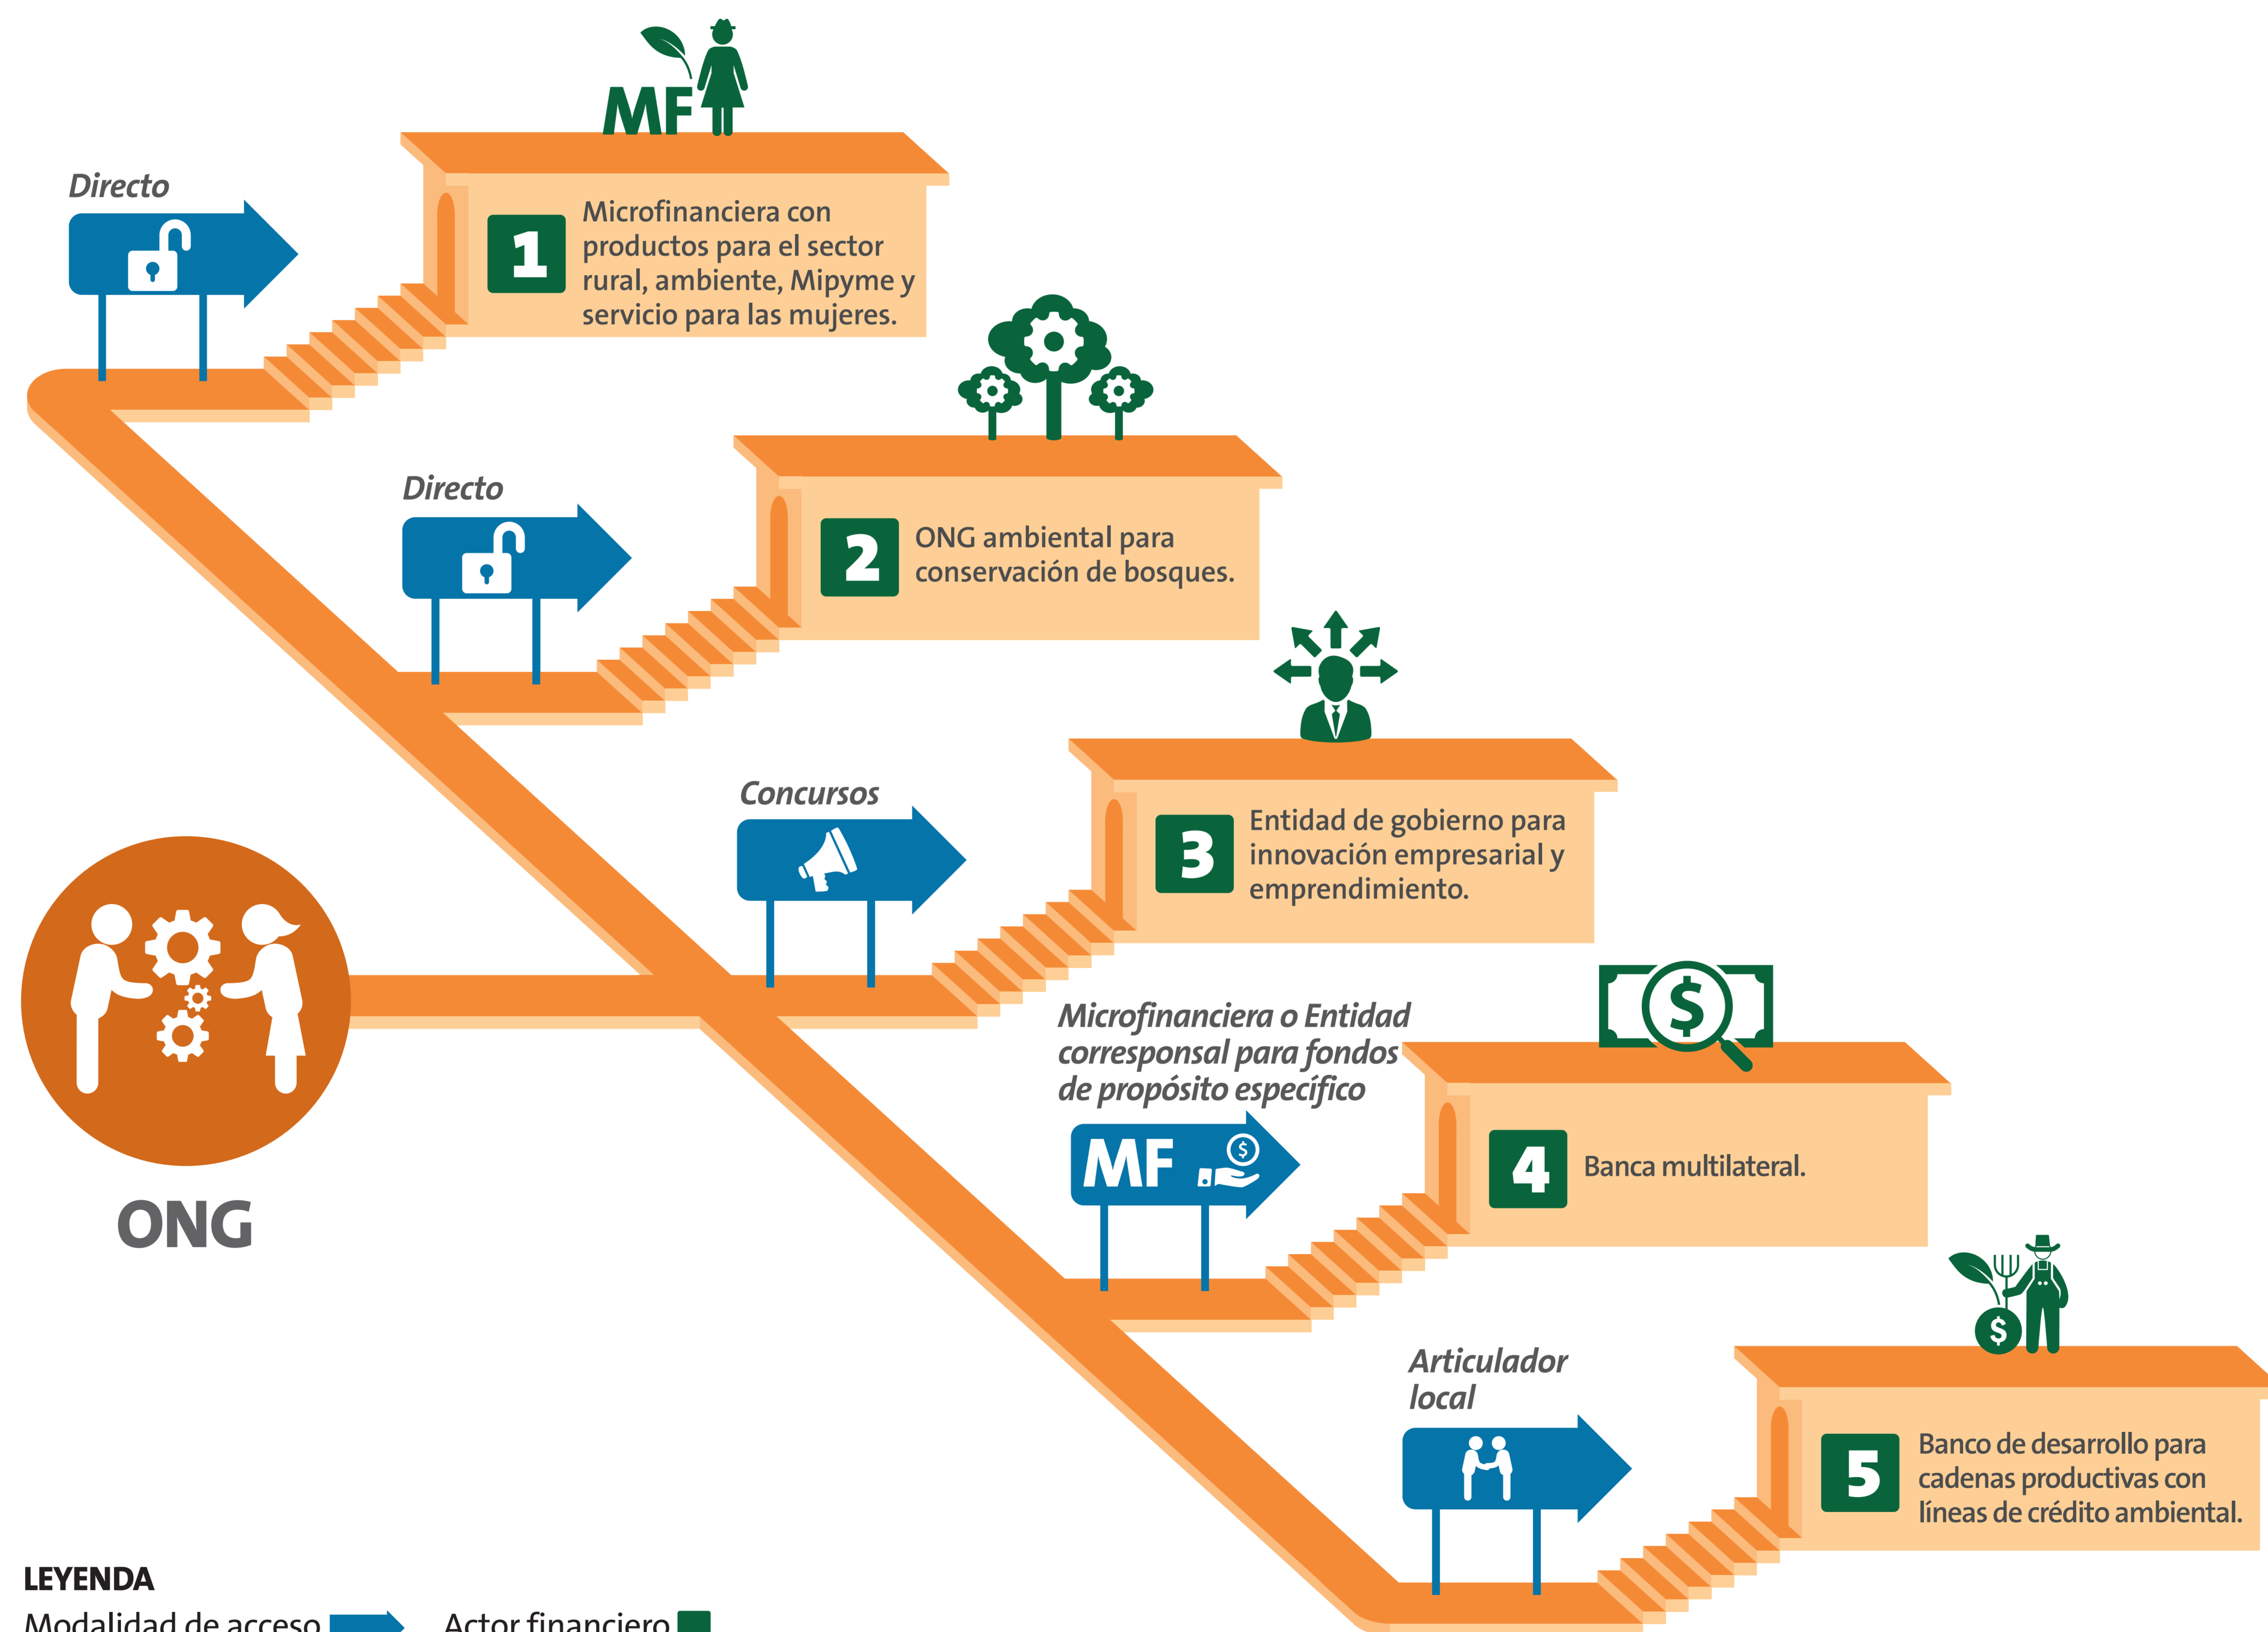 MF
Directo
1
Microfinanciera con
productos para el sector
rural, ambiente, Mipyme y
servicio para las mujeres.
Directo
2
ONG ambiental para
conservación de bosques.
Concursos
3
Entidad de gobierno para
innovación empresarial y
emprendimiento.
ONG
Microfinanciera o Entidad
corresponsal para fondos
de propósito específico
MF
$
$
4
Banca multilateral.
Articulador
local
$
5
Banco de desarrollo para
cadenas productivas con
líneas de crédito ambiental.
LEYENDA
Modalidad de acceso
Actor financiero